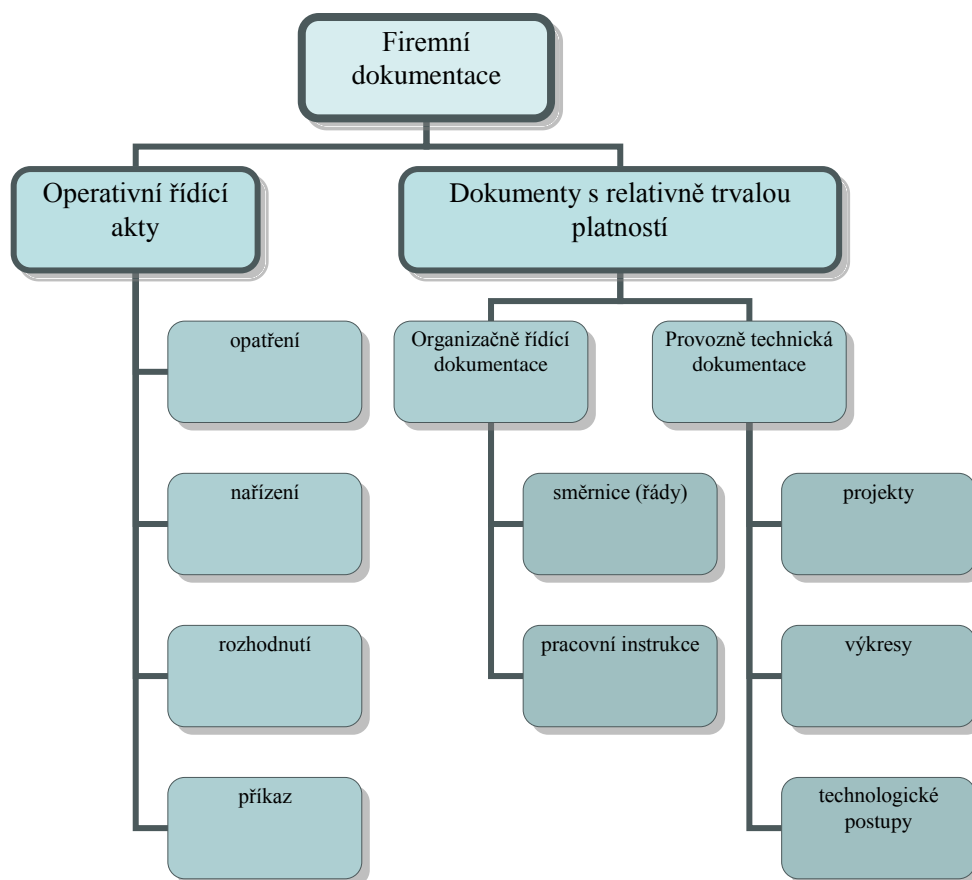 Firemní
dokumentace
Operativní řídící
akty
Dokumenty s relativně trvalou
platností
opatření
nařízení
rozhodnutí
příkaz
Organizačně řídící
dokumentace
směrnice (řády)
pracovní instrukce
Provozně technická
dokumentace
projekty
výkresy
technologické
postupy